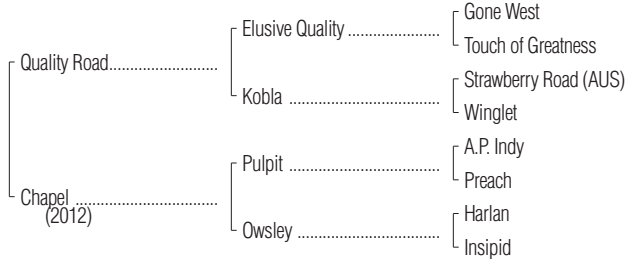 Gone West
Elusive Quality ....................
Touch of Greatness
Quality Road.........................
Strawberry Road (AUS)
Kobla ..................................
Winglet
A.P. Indy
Pulpit ..................................
Preach
Chapel ................................
(2012)
Harlan
Owsley ................................
Insipid